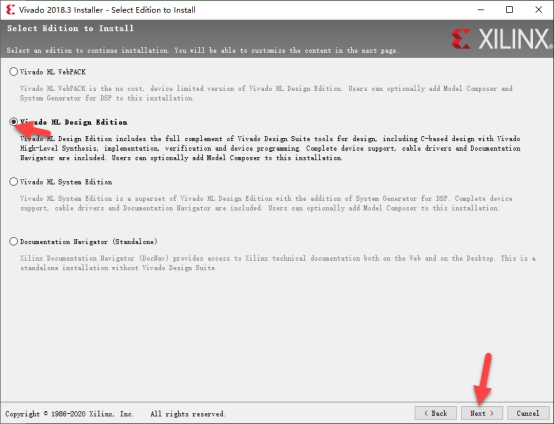 Vivado 2018.3 Installer - Select Edition to Install
Select Edition to Install
Select an edition to continue installation. You will be able to customize the content in the next page.
XILINX
Vivado HL WebPACK
Vivado HL WebPACK is the no cost, device limited version of Vivado HL Design Edition. Users can optionally add Model Composer and
System Generator for DSP to this installation.
Vivado HL Design Edition
Vivado HL Design Edition includes the full complement of Vivado Design Suite tools for design, including C-based design with Vivado
High-Level Synthesis, implementation, verification and device programming. Complete device support, cable drivers and Documentation
Navigator are included. Users can optionally add Model Composer to this installation.
Vivado HL System Edition
Vivado HL System Edition is a superset of Vivado HL Design Edition with the addition of System Generator for DSP. Complete device
support, cable drivers and Documentation Navigator are included. Users can optionally add Model Composer to this installation.
Documentation Navigator (Standalone)
Xilinx Documentation Navigator (DocNav) provides access to Xilinx technical documentation both on the Web and on the Desktop. This is a
standalone installation without Vivado Design Suite.
Copyright © 1986-2020 Xilinx, Inc. All rights reserved.
< Back
Next >
Cancel